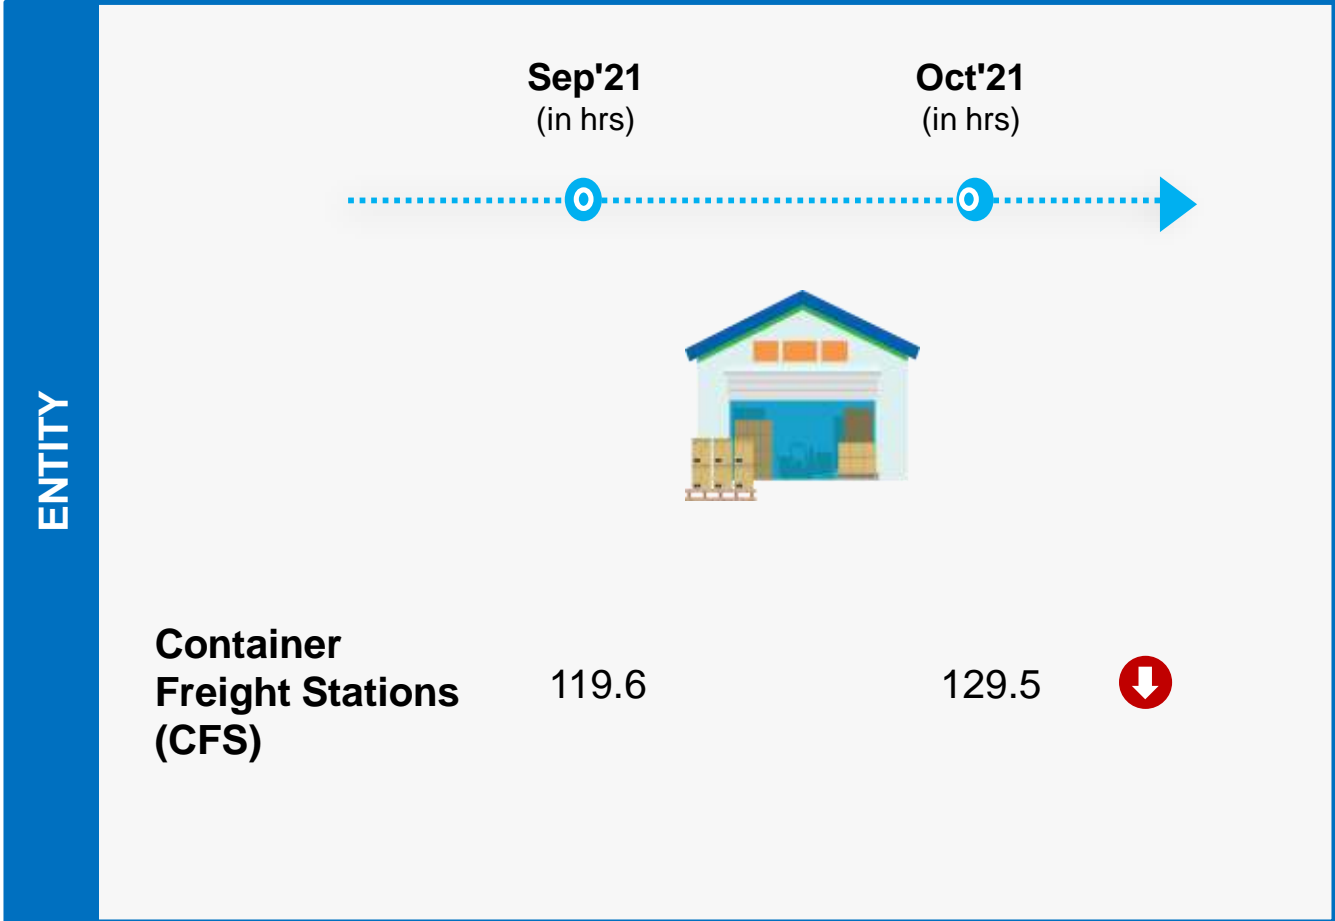 Sep'21
(in hrs)
Oct'21
(in hrs)
ENTITY
Container
Freight Stations
(CFS)
119.6
129.5